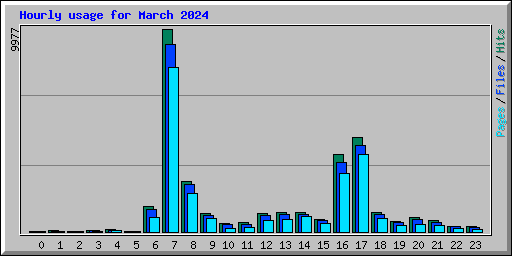 Hourly usage for March 2024
9977
Pages / Files / Hits
0 1 2 3 4 5 6 7 8 9 10 11 12 13 14 15 16 17 18 19 20 21 22 23